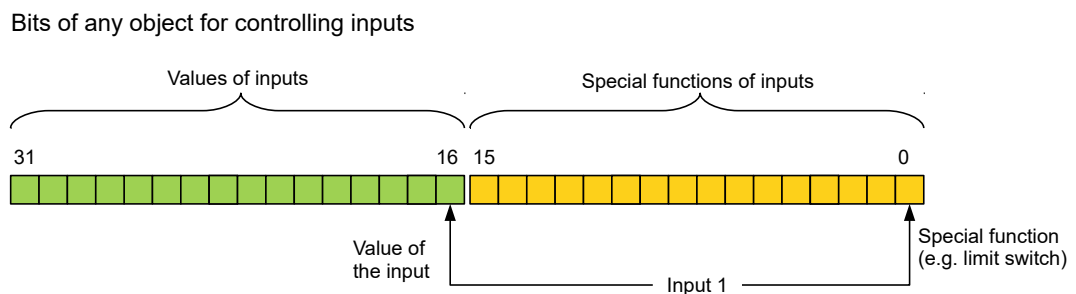 Bits of any object for controlling inputs
Values of inputs
Special functions of inputs
31
16
15
0
Value of
the input
Special function
(e.g. limit switch)
Input 1